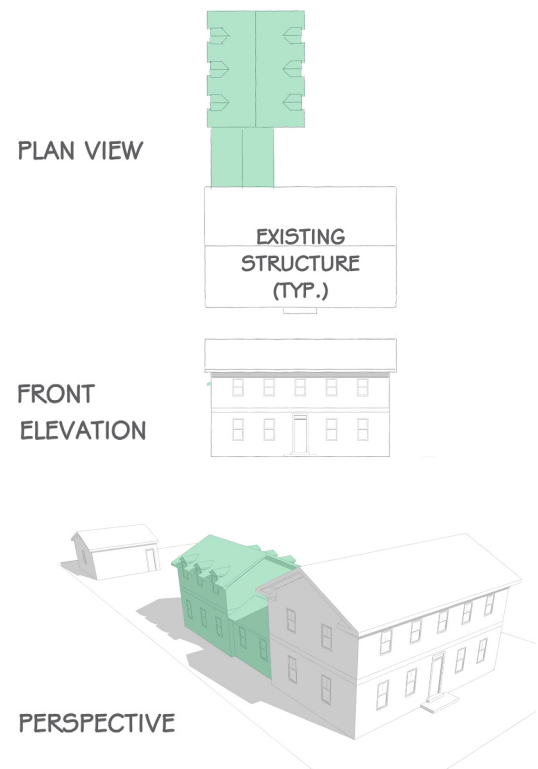 PLAN VIEW
EXISTING
STRUCTURE
(TYP.)
FRONT
ELEVATION
PERSPECTIVE